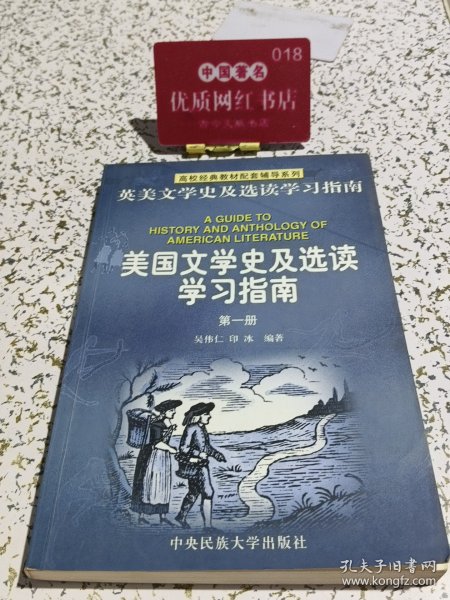 018
中国著名
优质网红书店
高校经典教材配套辅导系列
英美文学史及选读学习指南
A GUIDE TO
HISTORY AND ANTHOLOGY OF
AMERICAN LITERATURE
美国文学史及选读
学习指南
第一册
吴伟仁 印冰 编著
中央民族大学出版社
孔夫子旧书网
www.kongfz.com